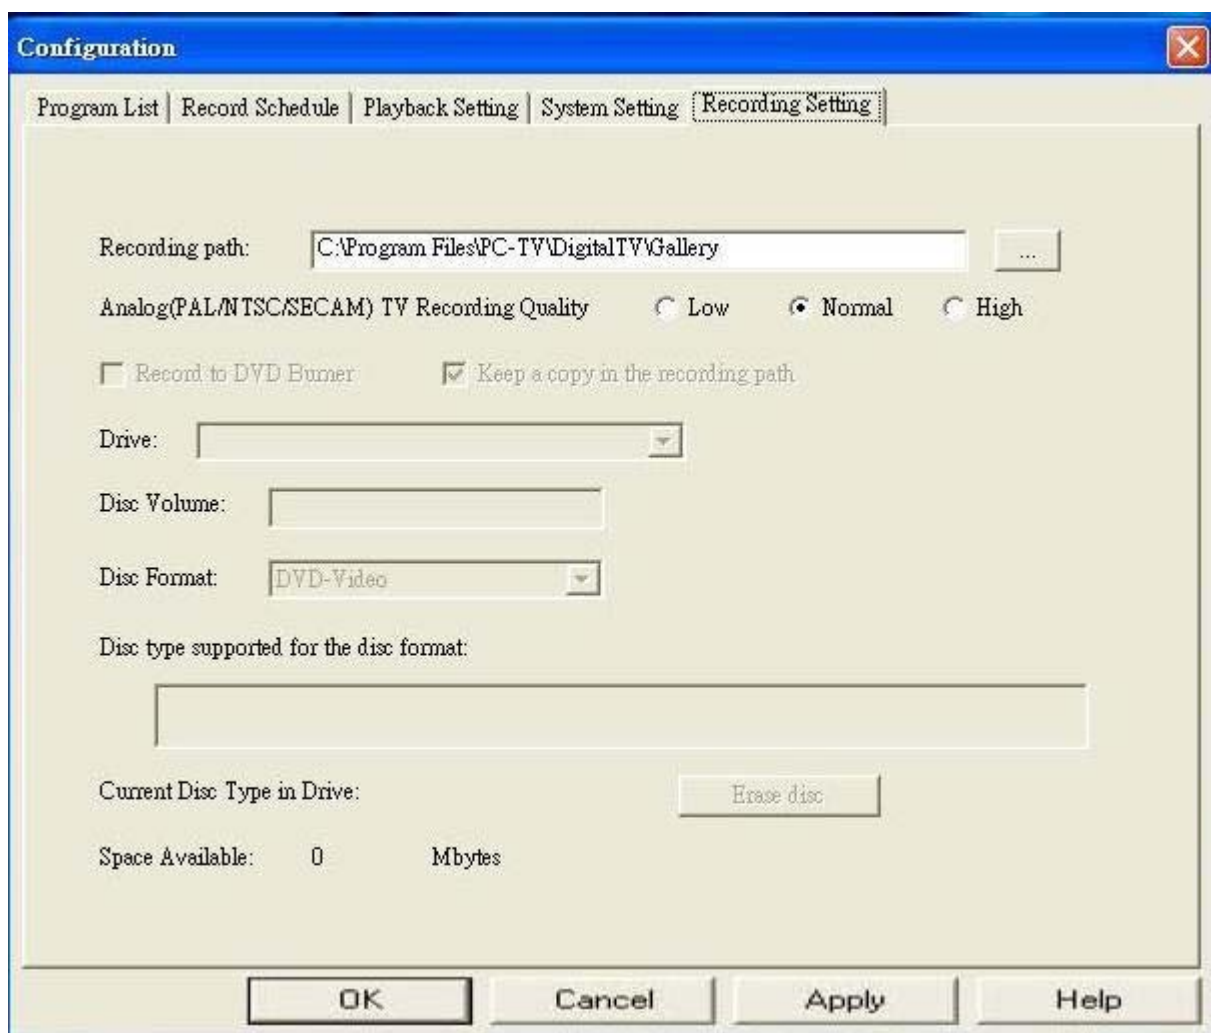 Configuration
Program List Record Schedule Playback Setting System Setting Recording Setting
Recording path: C:\Program Files\PC-TV\DigitalTV\Gallery ...
Analog(PAL/NTSC/SECAM) TV Recording Quality Low Normal High
Record to DVD Burner Keep a copy in the recording path
Drive:
Disc Volume:
Disc Format: DVD-Video
Disc type supported for the disc format:
Current Disc Type in Drive: Erase disc
Space Available: 0 Mbytes
OK Cancel Apply Help